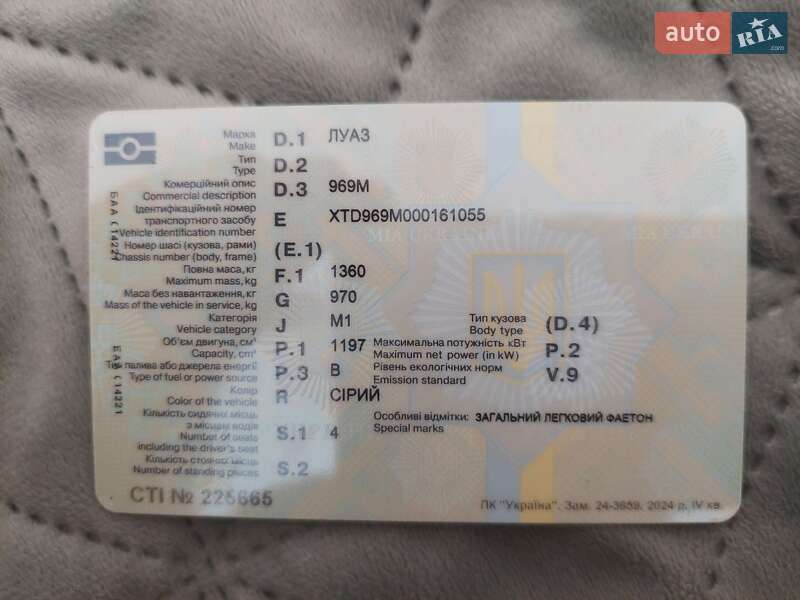 auto RIA.com
Марка
Make D.1 ЛУАЗ
Тип
Type D.2
Комерційний опис
Commercial description D.3 969М
Ідентифікаційний номер
транспортного засобу
Vehicle identification number E XTD969M000161055
Номер шасі (кузова, рами)
Chassis number (body, frame) (E.1)
MIA UKRAINE
Повна маса, кг
Maximum mass, kg F.1 1360
Маса без навантаження, кг
Mass of the vehicle in service, kg G 970
Категорія
Vehicle category J M1
Тип кузова
Body type (D.4)
Об'єм двигуна, см³
Capacity, cm³ P.1 1197
Максимальна потужність кВт
Maximum net power (in kW) P.2
Тип палива або джерела енергії
Type of fuel or power source P.3 B
Рівень екологічних норм
Emission standard V.9
Колір
Color of the vehicle R СІРИЙ
Кількість сидячих місць
з місцем водія
Number of seats
including the driver's seat S.1 4
Особливі відмітки: ЗАГАЛЬНИЙ ЛЕГКОВИЙ ФАЕТОН
Special marks
Кількість стоячих місць
Number of standing places S.2
СТІ №
ПК "Україна". Зам. 24-3659. 2024 р. IV кв.